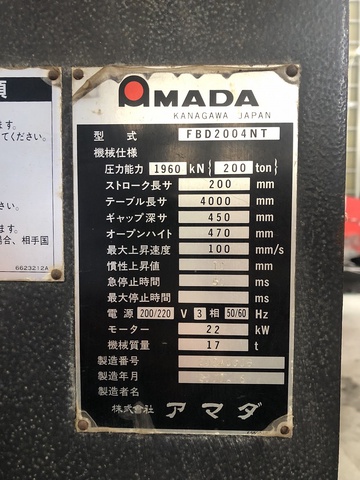 AMADA
KANAGAWA JAPAN
型式 FBD2004NT
機械仕様
圧力能力 1960 kN 200 ton
ストローク長サ 200 mm
テーブル長サ 4000 mm
ギャップ深サ 450 mm
オープンハイト 470 mm
最大上昇速度 100 mm/s
慣性上昇値 mm
急停止時間 ms
最大停止時間 ms
電源 200/220 V 3 相 50/60 Hz
モーター 22 kW
機械質量 17 t
製造番号
製造年月
製造者名
株式会社 アマダ
ます。
てください。
ます。
場合、相手国
6623212A